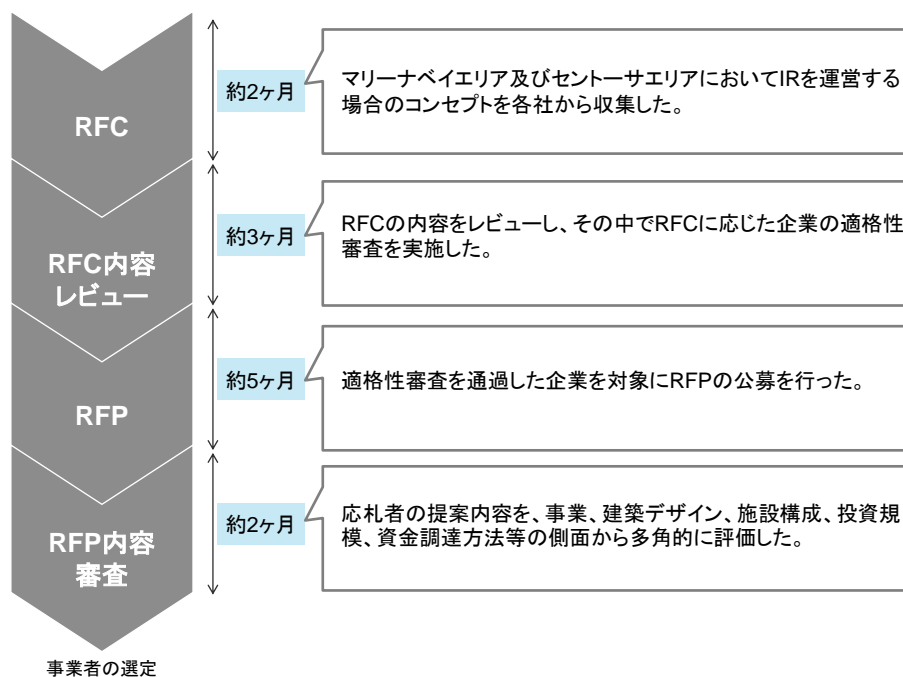 RFC
約2ヶ月
マリーナベイエリア及びセントーサエリアにおいてIRを運営する
場合のコンセプトを各社から収集した。
RFC内容
レビュー
約3ヶ月
RFCの内容をレビューし、その中でRFCに応じた企業の適格性
審査を実施した。
RFP
約5ヶ月
適格性審査を通過した企業を対象にRFPの公募を行った。
RFP内容
審査
約2ヶ月
応札者の提案内容を、事業、建築デザイン、施設構成、投資規
模、資金調達方法等の側面から多角的に評価した。
事業者の選定